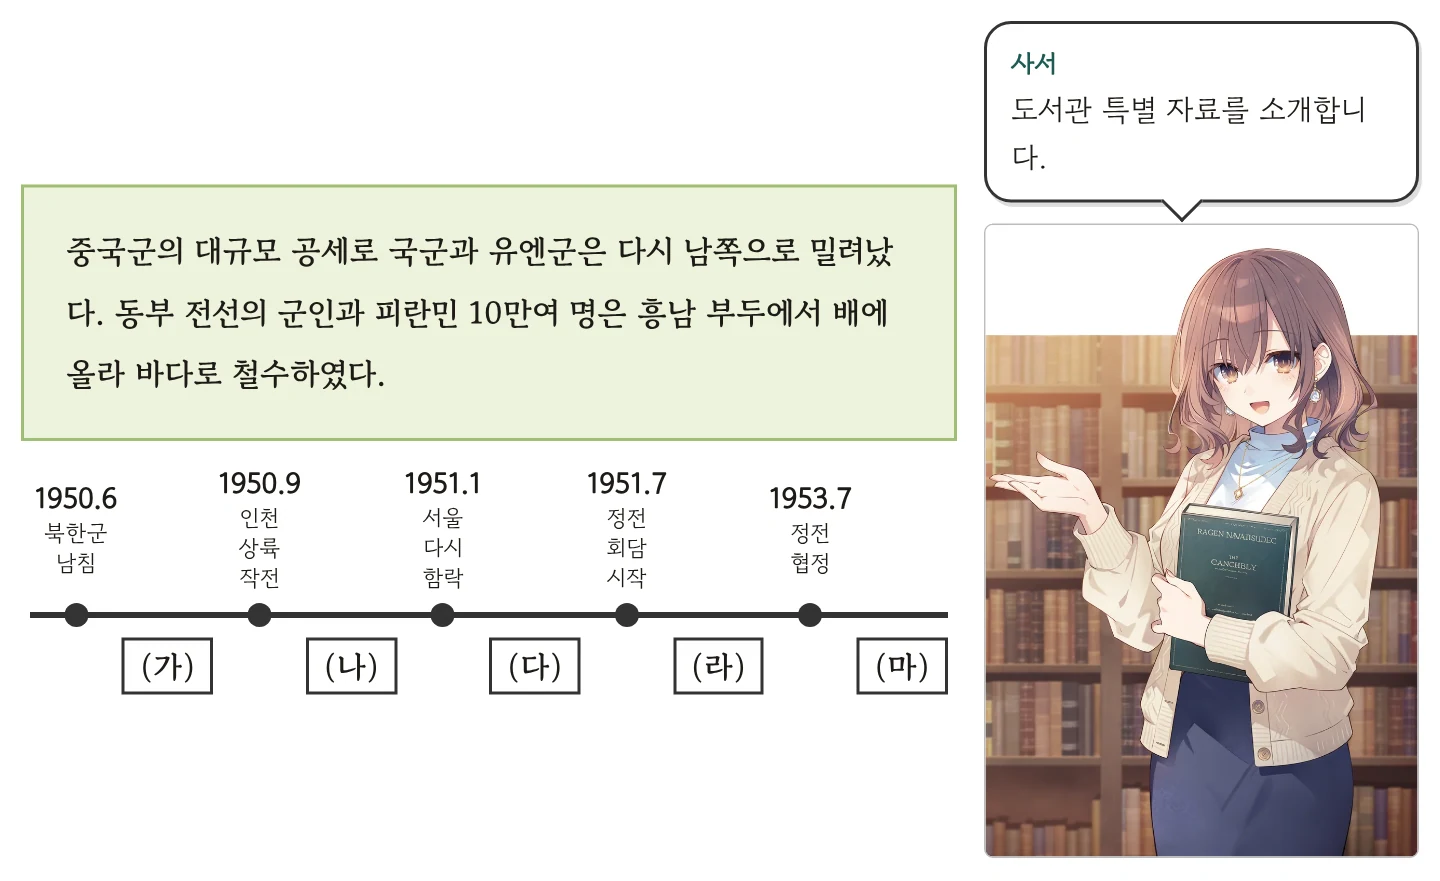 사서
도서관 특별 자료를 소개합니
다.
중국군의 대규모 공세로 국군과 유엔군은 다시 남쪽으로 밀려났
다. 동부 전선의 군인과 피란민 10만여 명은 흥남 부두에서 배에
올라 바다로 철수하였다.
1950.6
북한군
남침
1950.9
인천
상륙
작전
1951.1
서울
다시
함락
1951.7
정전
회담
시작
1953.7
정전
협정
(가)
(나)
(다)
(라)
(마)
RAGEN
THE